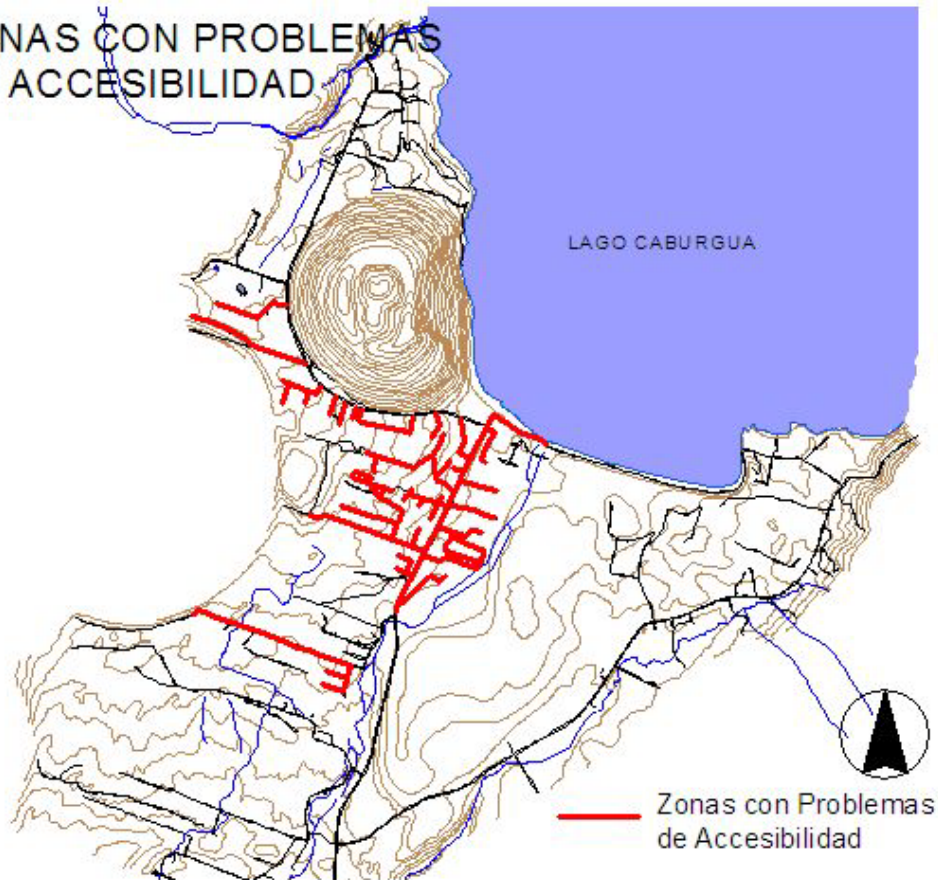 NAS CON PROBLEMAS
ACCESIBILIDAD
LAGO CABURGUA
Zonas con Problemas
de Accesibilidad